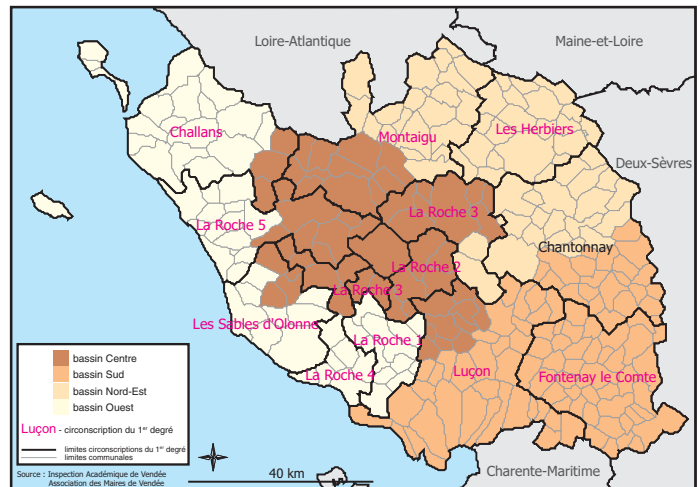 Loire-Atlantique
Maine-et-Loire
Challans
Montaigu
Les Herbiers
Deux-Sèvres
La Roche 5
La Roche 3
Chantonnay
La Roche 2
La Roche 3
Les Sables d'Olonne
La Roche 1
La Roche 4
Luçon
Fontenay le Comte
bassin Centre
bassin Sud
bassin Nord-Est
bassin Ouest
Luçon - circonscription du 1er degré
limites circonscriptions du 1er degré
limites communales
Source : Inspection Académique de Vendée
Association des Maires de Vendée
40 km
Charente-Maritime